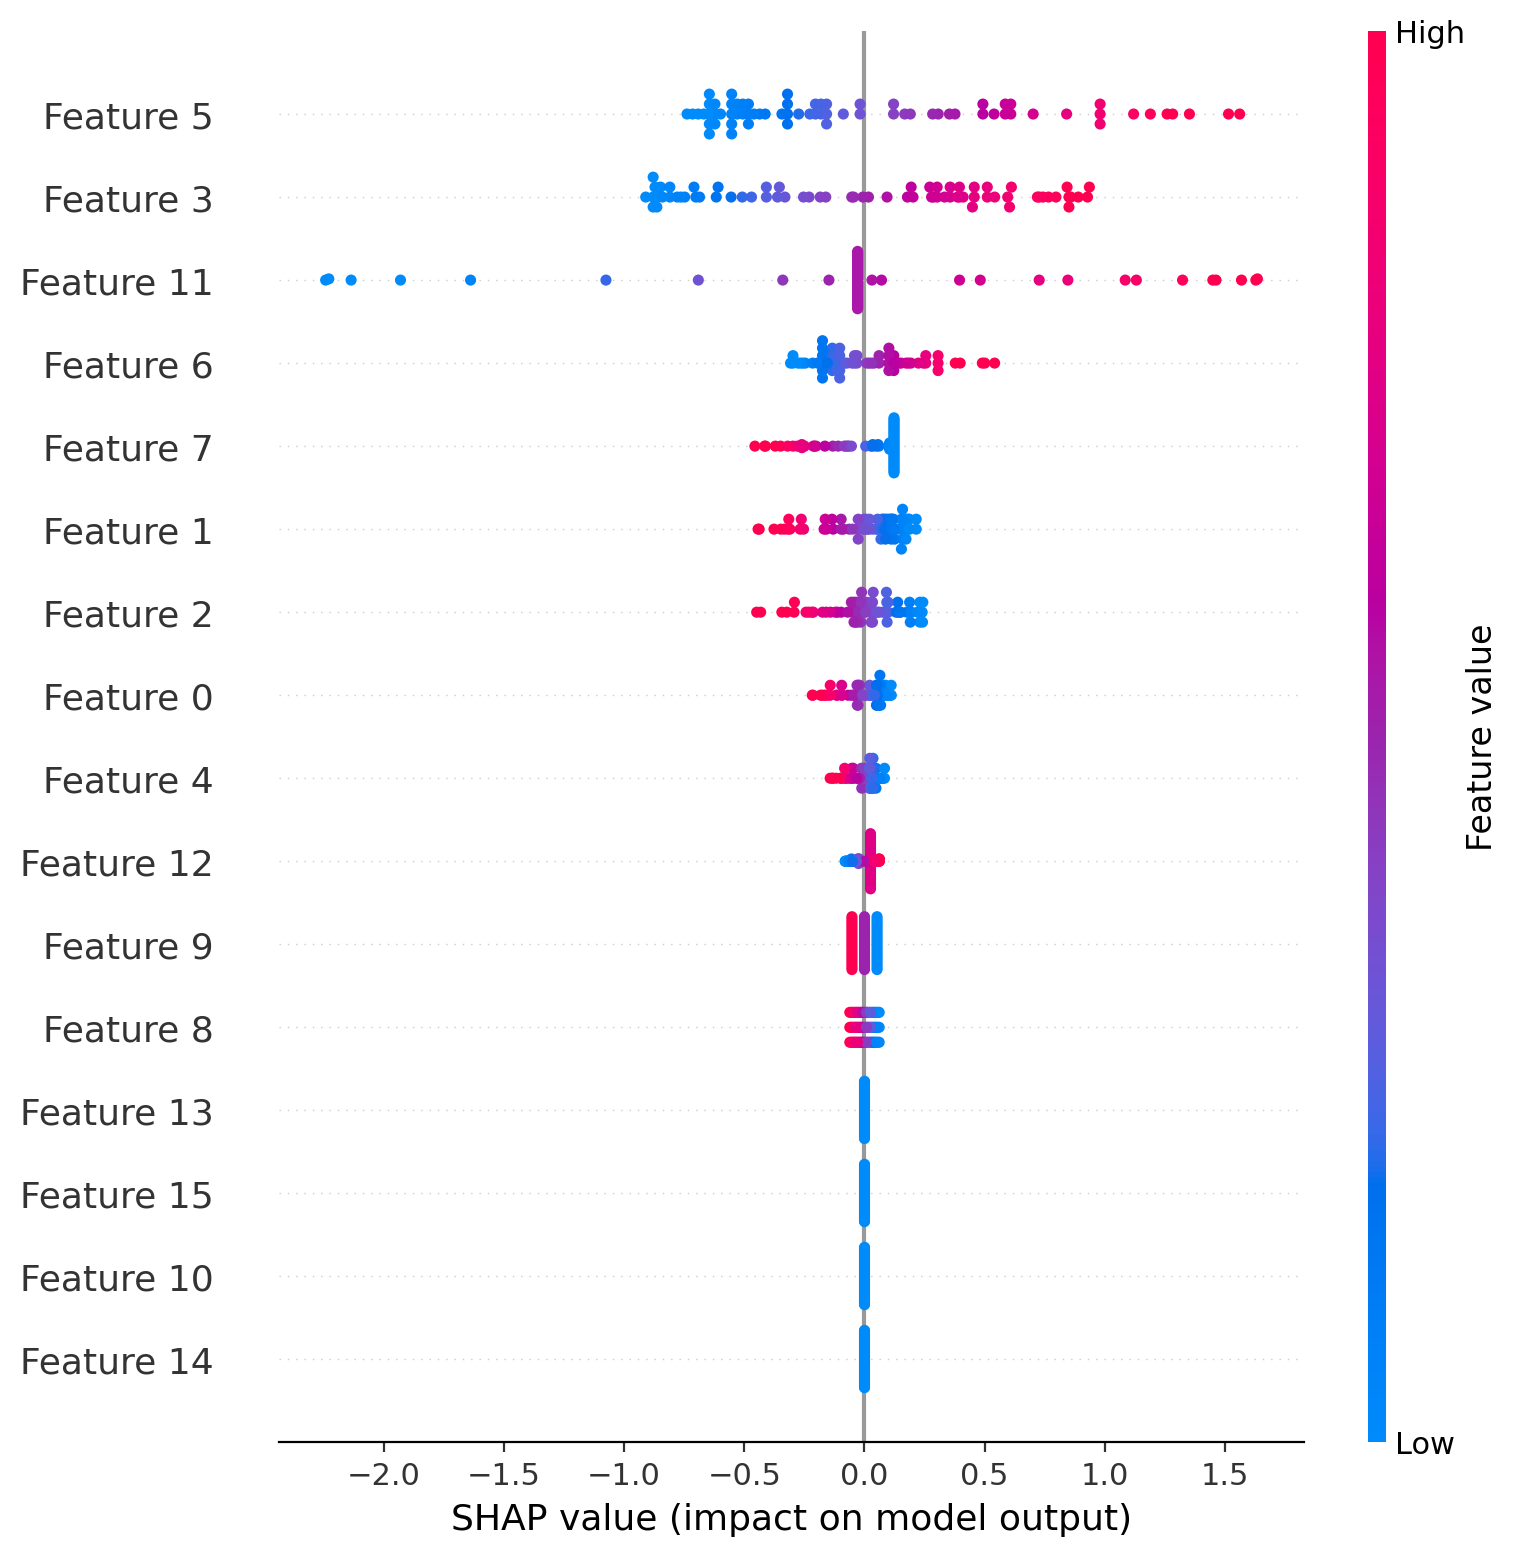 High
Feature 5
Feature 3
Feature 11
Feature 6
Feature 7
Feature 1
Feature 2
Feature 0
Feature 4
Feature 12
Feature 9
Feature 8
Feature 13
Feature 15
Feature 10
Feature 14
Feature value
Low
−2.0 −1.5 −1.0 −0.5 0.0 0.5 1.0 1.5
SHAP value (impact on model output)